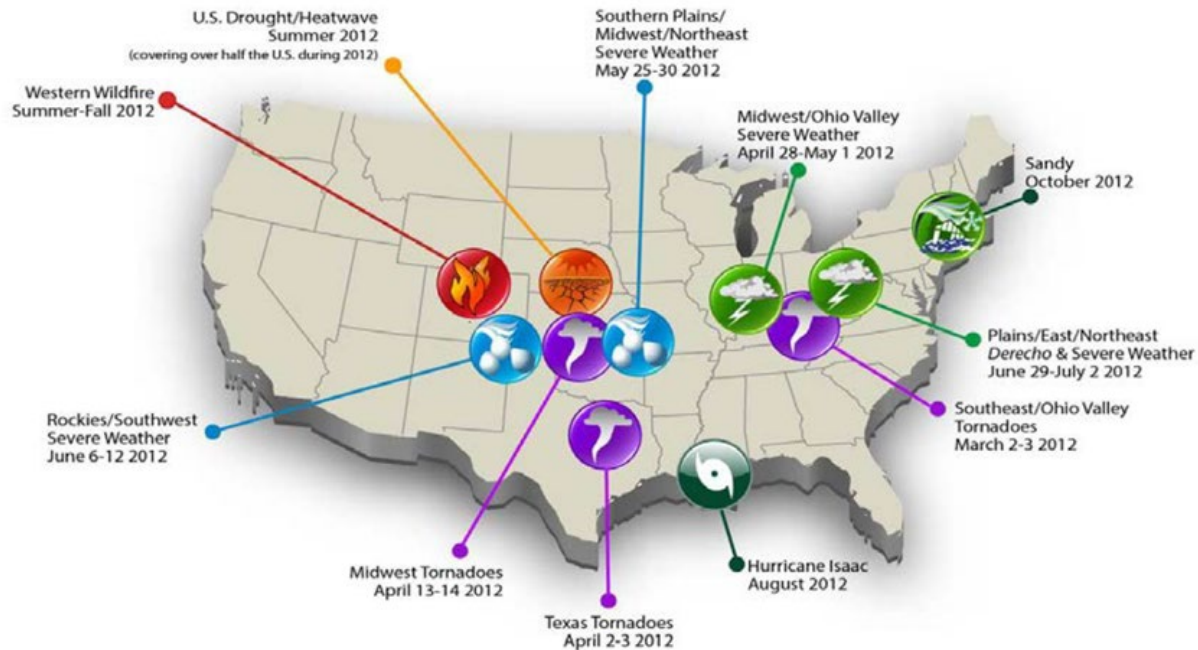 U.S. Drought/Heatwave
Summer 2012
(covering over half the U.S. during 2012)
Southern Plains/
Midwest/Northeast
Severe Weather
May 25-30 2012
Western Wildfire
Summer-Fall 2012
Midwest/Ohio Valley
Severe Weather
April 28-May 1 2012
Sandy
October 2012
Plains/East/Northeast
Derecho & Severe Weather
June 29-July 2 2012
Rockies/Southwest
Severe Weather
June 6-12 2012
Southeast/Ohio Valley
Tornadoes
March 2-3 2012
Midwest Tornadoes
April 13-14 2012
Hurricane Isaac
August 2012
Texas Tornadoes
April 2-3 2012